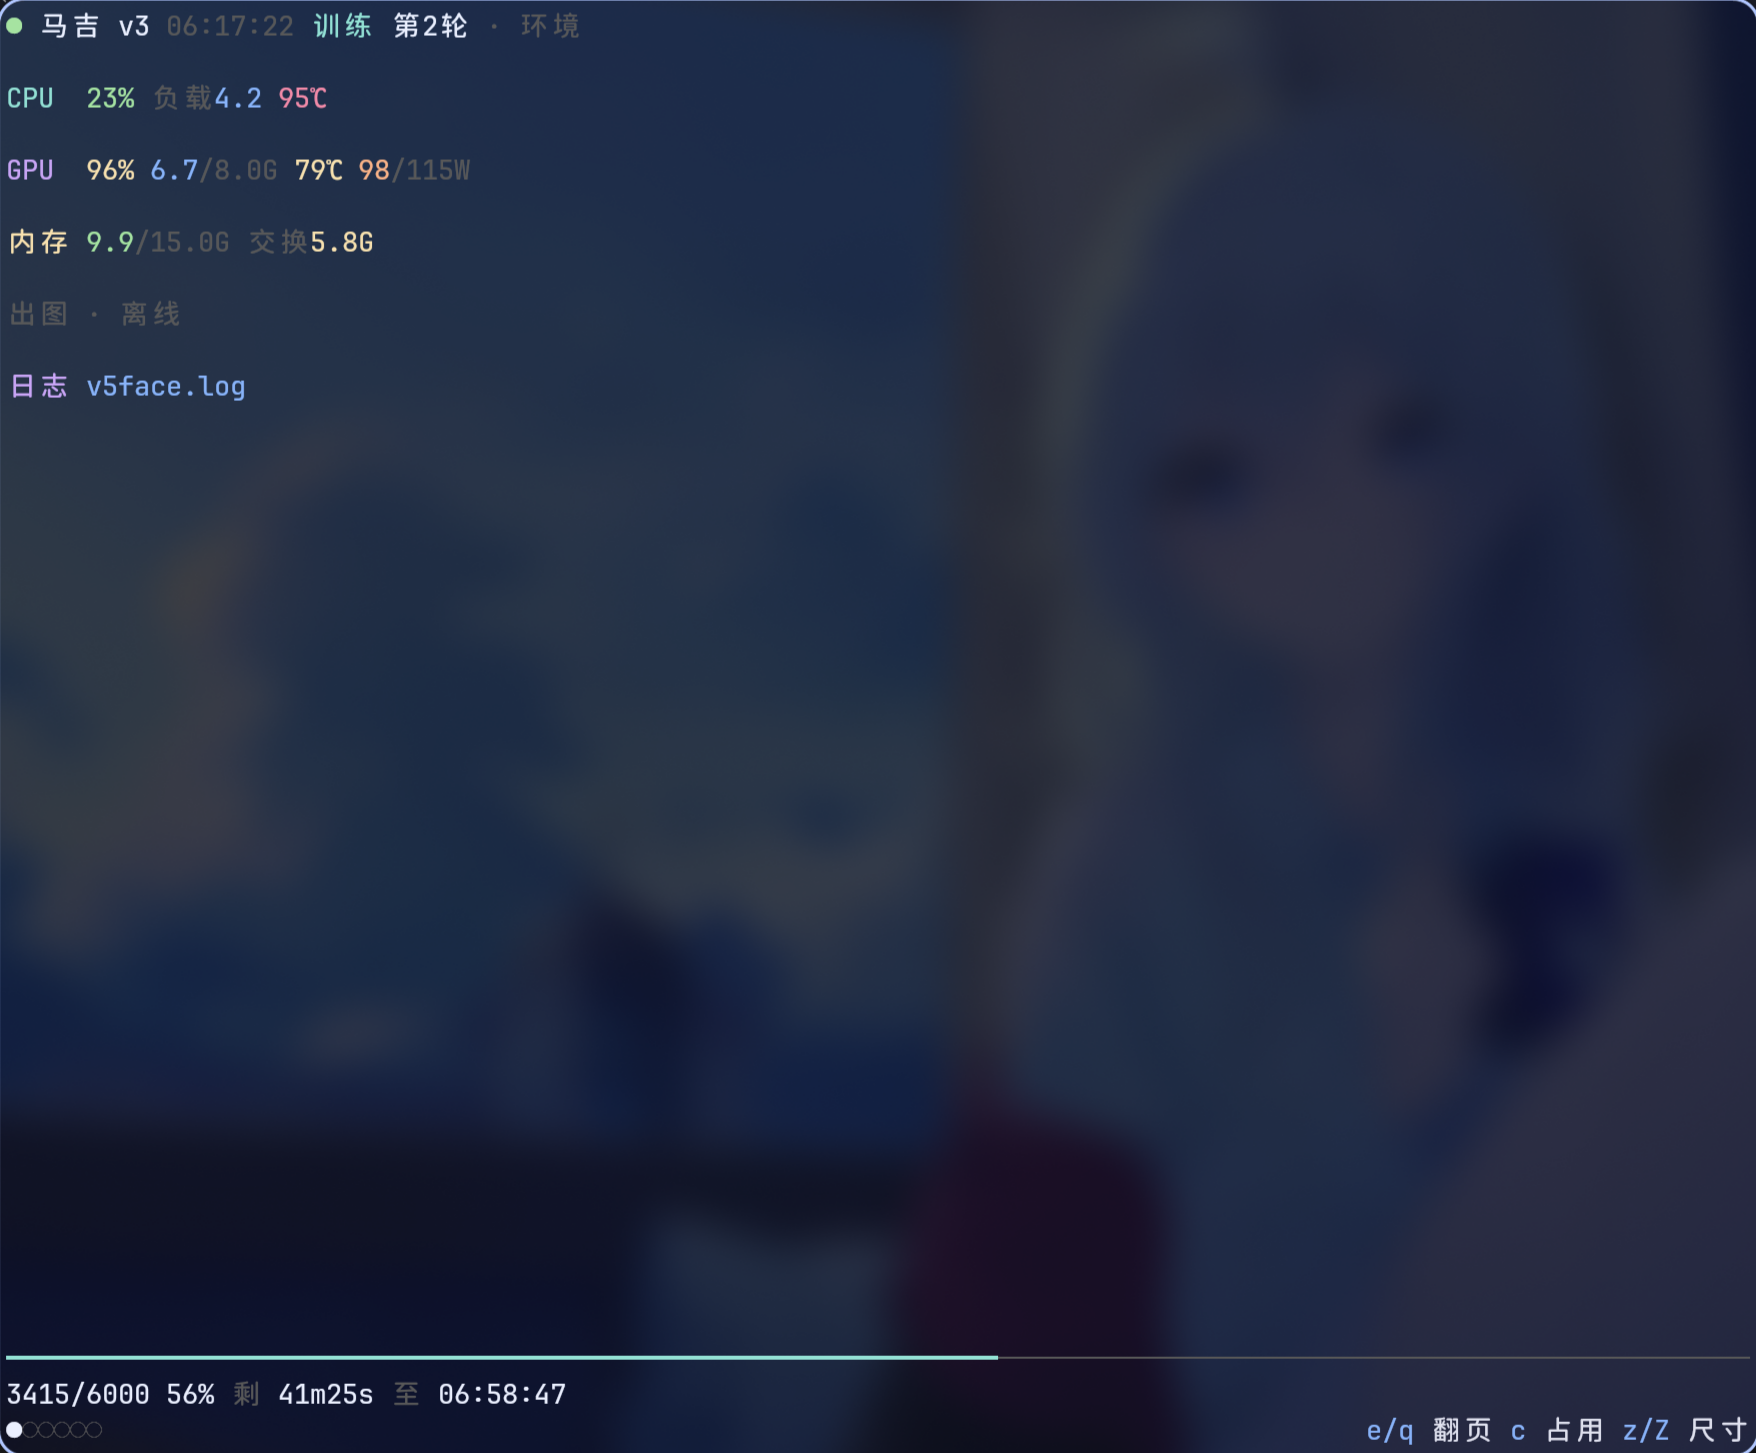 ● 马吉 v3 06:17:22 训练 第2轮 · 环境
CPU 23% 负载4.2 95℃
GPU 96% 6.7/8.0G 79℃ 98/115W
内存 9.9/15.0G 交换5.8G
出图 · 离线
日志 v5face.log
3415/6000 56% 剩 41m25s 至 06:58:47
e/q 翻页 c 占用 z/Z 尺寸